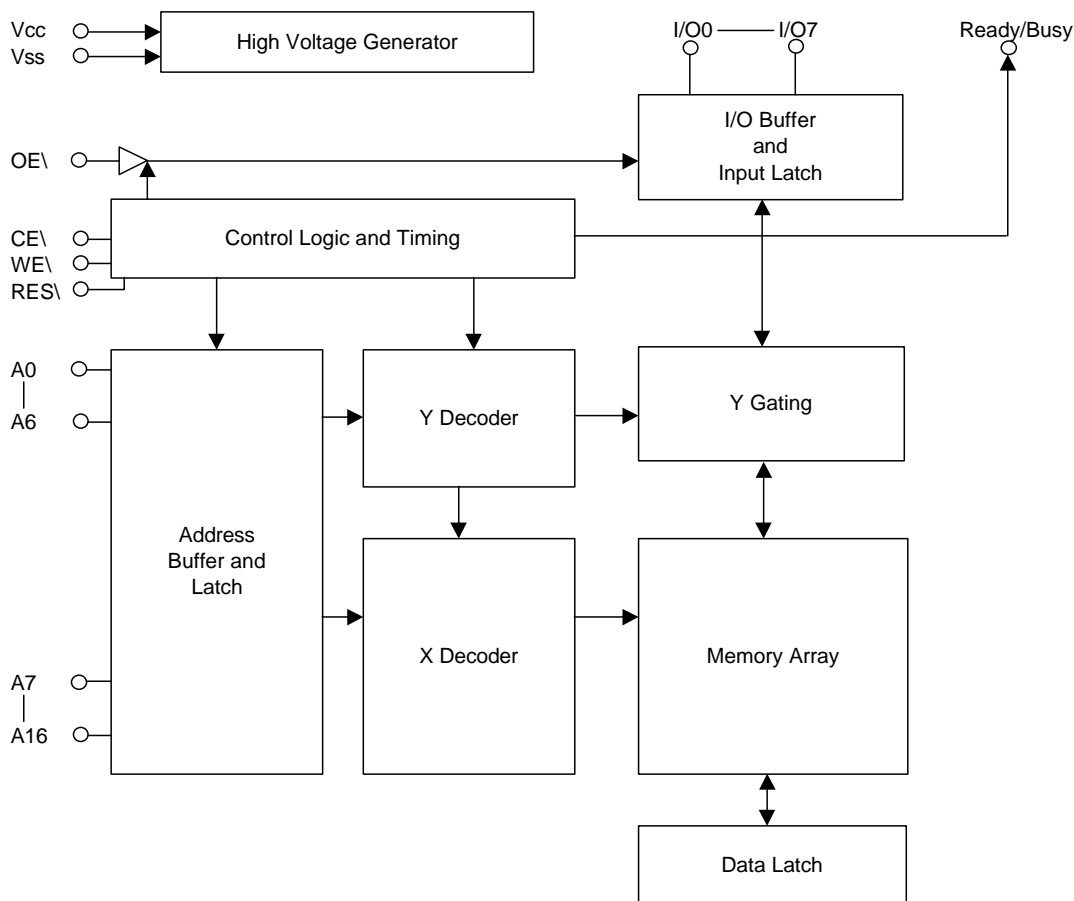 Vcc
Vss
High Voltage Generator
I/O0
I/O7
Ready/Busy
I/O Buffer
and
Input Latch
OE\
Control Logic and Timing
CE\
WE\
RES\
A0
A6
Y Decoder
Y Gating
Address
Buffer and
Latch
X Decoder
Memory Array
A7
A16
Data Latch